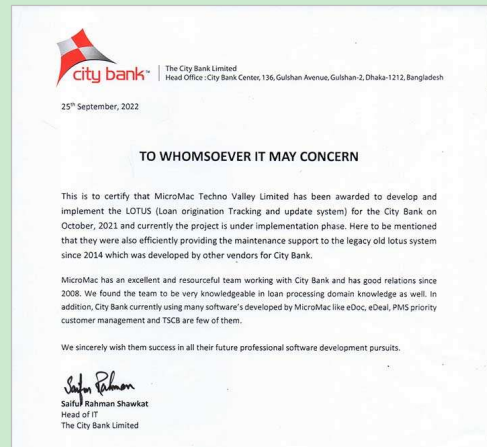 city bank™
The City Bank Limited
Head Office : City Bank Center, 136, Gulshan Avenue, Gulshan-2, Dhaka-1212, Bangladesh
25th September, 2022
TO WHOMSOEVER IT MAY CONCERN
This is to certify that MicroMac Techno Valley Limited has been awarded to develop and
implement the LOTUS (Loan origination Tracking and update system) for the City Bank on
October, 2021 and currently the project is under implementation phase. Here to be mentioned
that they were also efficiently providing the maintenance support to the legacy old lotus system
since 2014 which was developed by other vendors for City Bank.
MicroMac has an excellent and resourceful team working with City Bank and has good relations since
2008. We found the team to be very knowledgeable in loan processing domain knowledge as well. In
addition, City Bank currently using many software's developed by MicroMac like eDoc, eDeal, PMS priority
customer management and TSCB are few of them.
We sincerely wish them success in all their future professional software development pursuits.
Saifur Rahman
Saiful Rahman Shawkat
Head of IT
The City Bank Limited